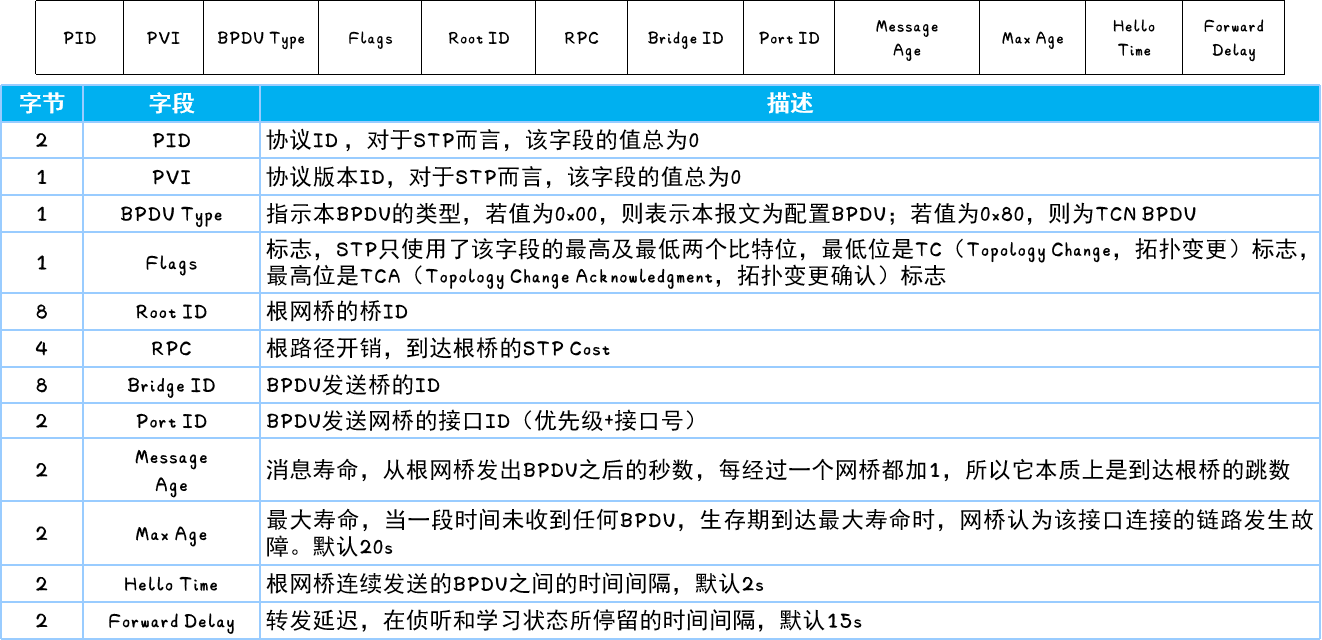 PID PVI BPDU Type Flags Root ID RPC Bridge ID Port ID Message Age Max Age Hello Time Forward Delay
字节 字段 描述
2 PID 协议ID，对于STP而言，该字段的值总为0
1 PVI 协议版本ID，对于STP而言，该字段的值总为0
1 BPDU Type 指示本BPDU的类型，若值为0x00，则表示本报文为配置BPDU；若值为0x80，则为TCN BPDU
1 Flags 标志，STP只使用了该字段的最高及最低两个比特位，最低位是TC（Topology Change，拓扑变更）标志，
最高位是TCA（Topology Change Acknowledgment，拓扑变更确认）标志
8 Root ID 根网桥的桥ID
4 RPC 根路径开销，到达根桥的STP Cost
8 Bridge ID BPDU发送桥的ID
2 Port ID BPDU发送网桥的接口ID（优先级+接口号）
2 Message Age 消息寿命，从根网桥发出BPDU之后的秒数，每经过一个网桥都加1，所以它本质上是到达根桥的跳数
2 Max Age 最大寿命，当一段时间未收到任何BPDU，生存期到达最大寿命时，网桥认为该接口连接的链路发生故
障。默认20s
2 Hello Time 根网桥连续发送的BPDU之间的时间间隔，默认2s
2 Forward Delay 转发延迟，在侦听和学习状态所停留的时间间隔，默认15s